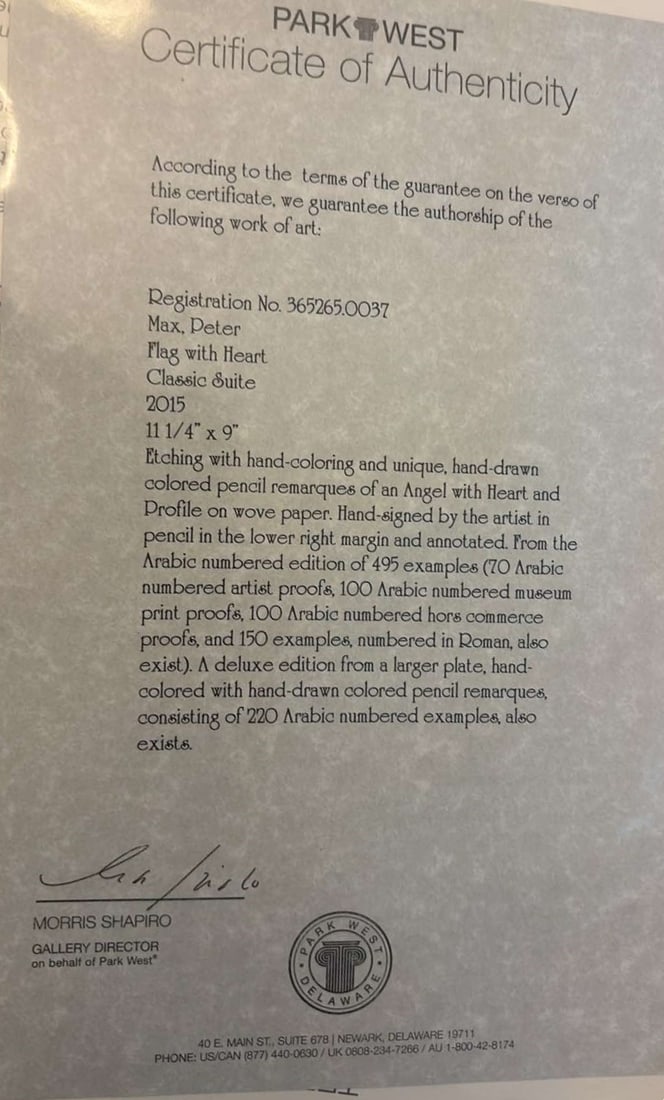 PARK WEST
Certificate of Authenticity
According to the terms of the guarantee on the verso of
this certificate, we guarantee the authorship of the
following work of art:
Registration No. 365265.0037
Max, Peter
Flag with Heart
Classic Suite
2015
11 1/4" x 9"
Etching with hand-coloring and unique, hand-drawn
colored pencil remarques of an Angel with Heart and
Profile on wove paper. Hand-signed by the artist in
pencil in the lower right margin and annotated. From the
Arabic numbered edition of 495 examples (70 Arabic
numbered artist proofs, 100 Arabic numbered museum
print proofs, 100 Arabic numbered hors commerce
proofs, and 150 examples, numbered in Roman, also
exist). A deluxe edition from a larger plate, hand-
colored with hand-drawn colored pencil remarques,
consisting of 220 Arabic numbered examples, also
exists.
MORRIS SHAPIRO
GALLERY DIRECTOR
on behalf of Park West®
PARK WEST
DELAWARE
40 E. MAIN ST., SUITE 678 | NEWARK, DELAWARE 19711
PHONE: US/CAN (877) 440-0630 / UK 0808-234-7266 / AU 1-800-42-8174